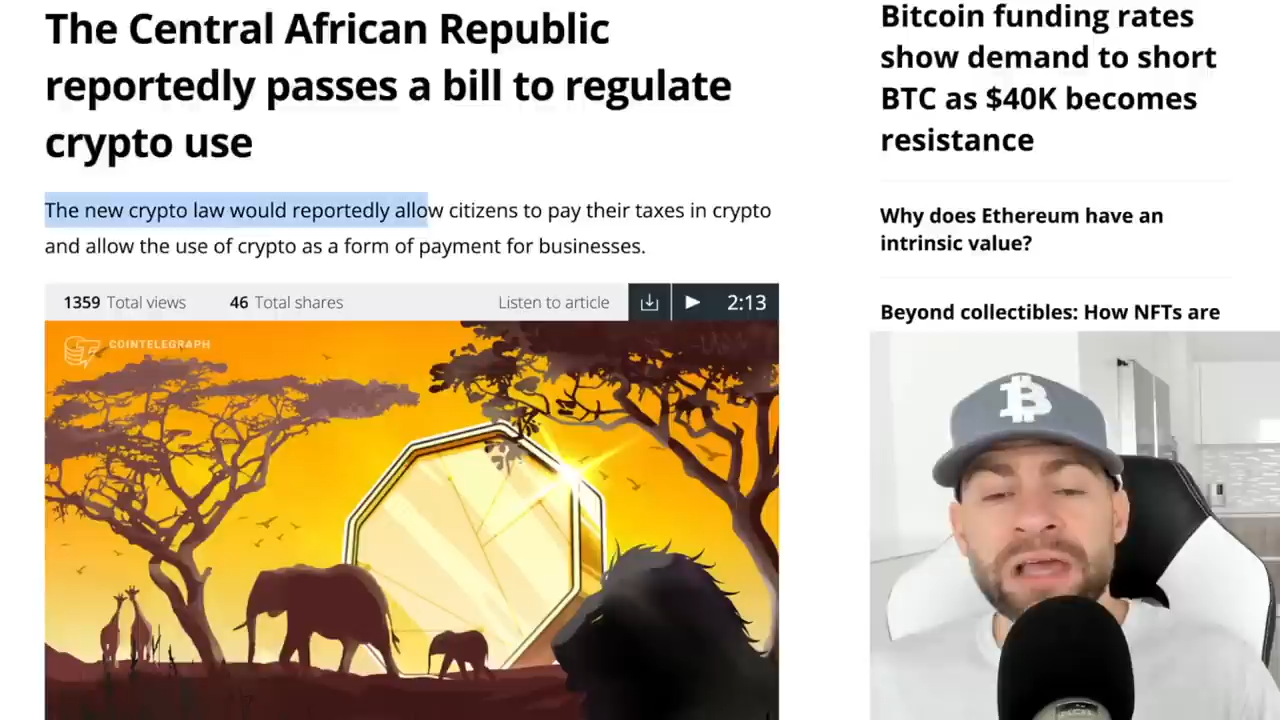 The Central African Republic
reportedly passes a bill to regulate
crypto use
The new crypto law would reportedly allow citizens to pay their taxes in crypto
and allow the use of crypto as a form of payment for businesses.
1359 Total views
46 Total shares
Listen to article
2:13
COINTELEGRAPH
Bitcoin funding rates
show demand to short
BTC as $40K becomes
resistance
Why does Ethereum have an
intrinsic value?
Beyond collectibles: How NFTs are